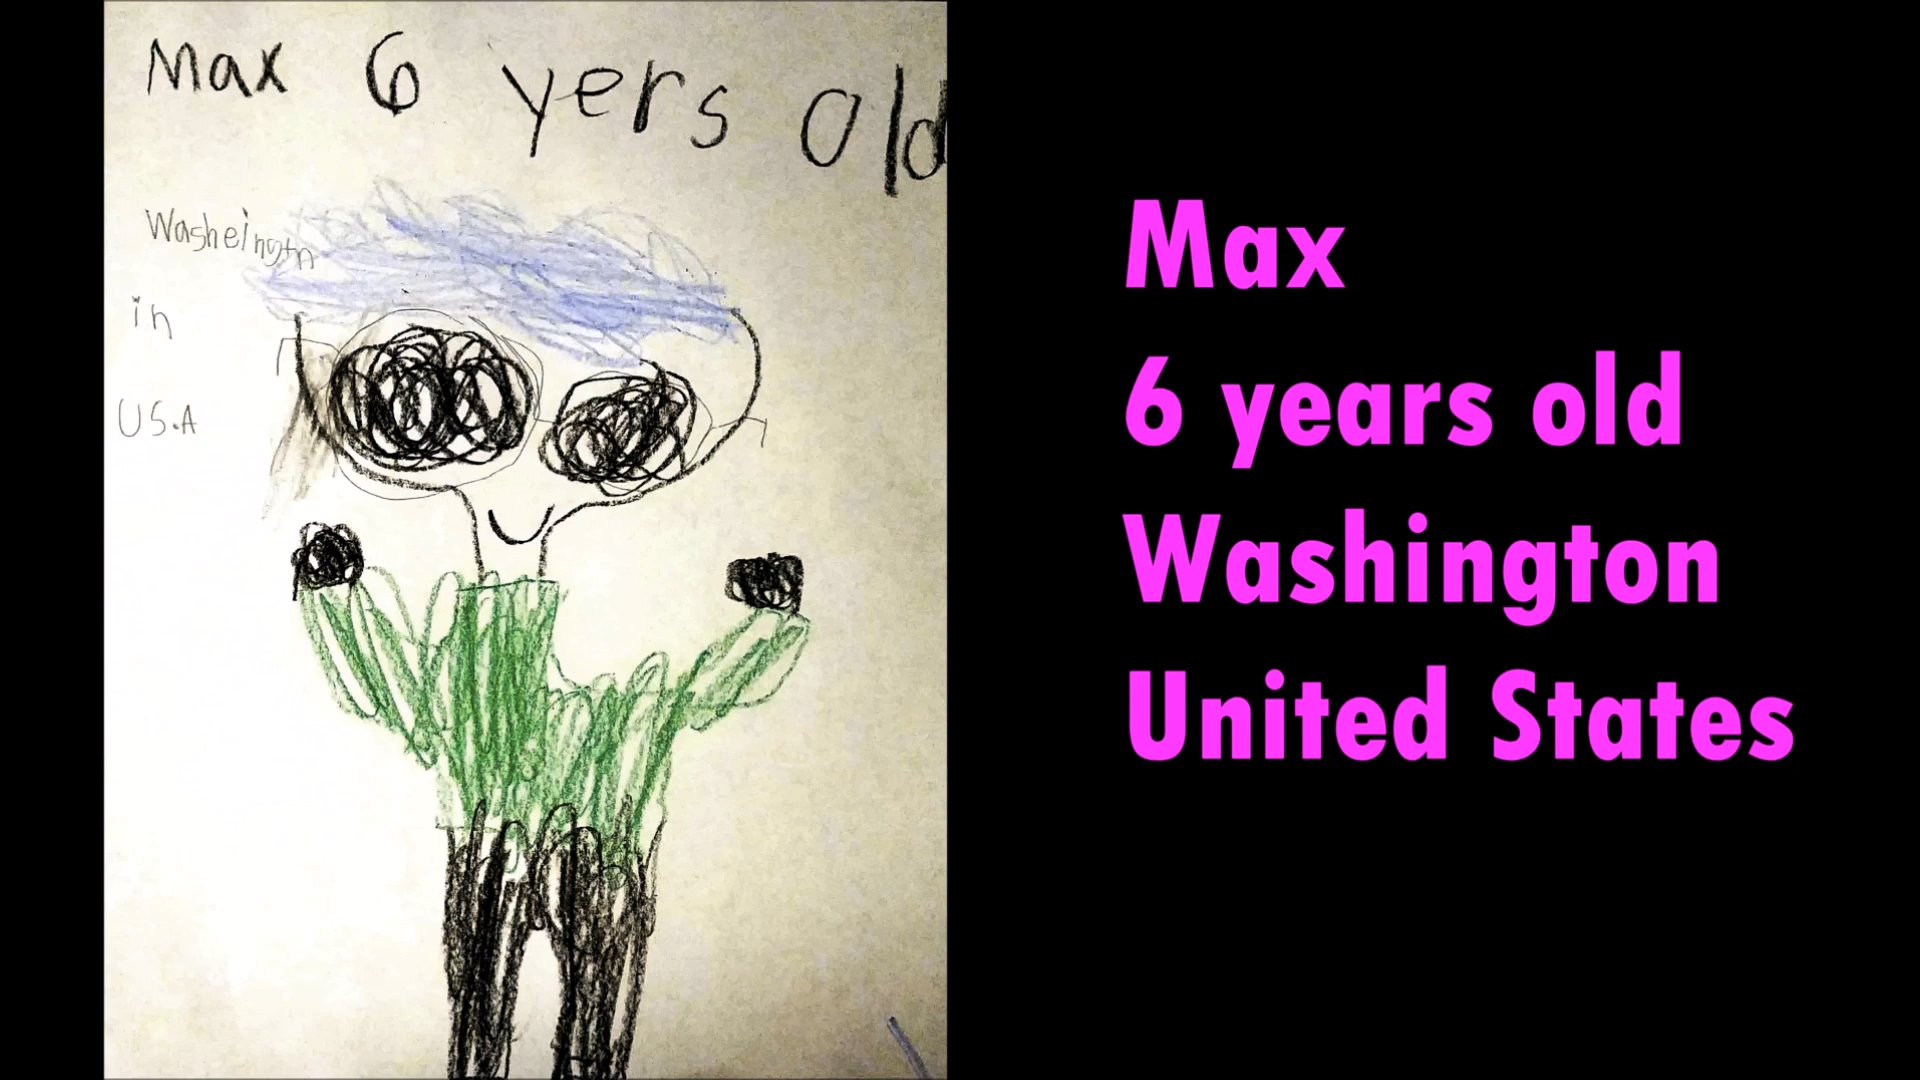 Max 6 yers old
Washeingtn
in
U.S.A
Max
6 years old
Washington
United States